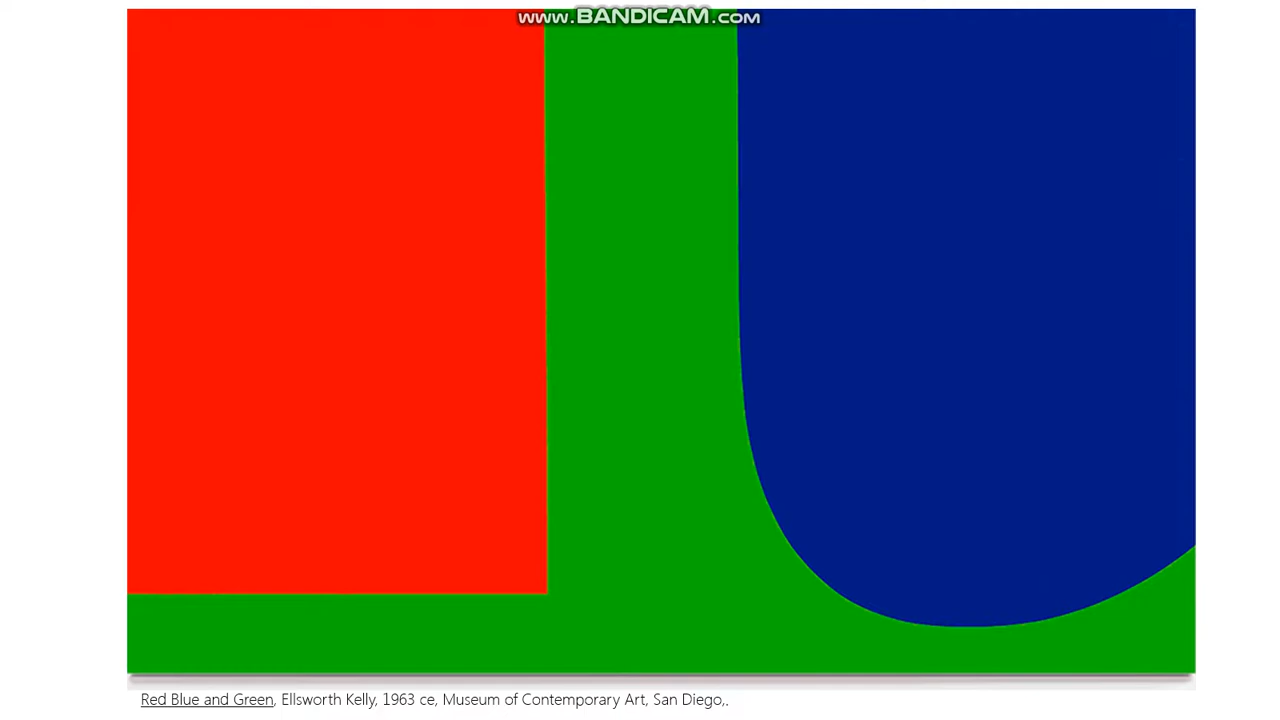 www.BANDICAM.com
Red Blue and Green, Ellsworth Kelly, 1963 ce, Museum of Contemporary Art, San Diego,.